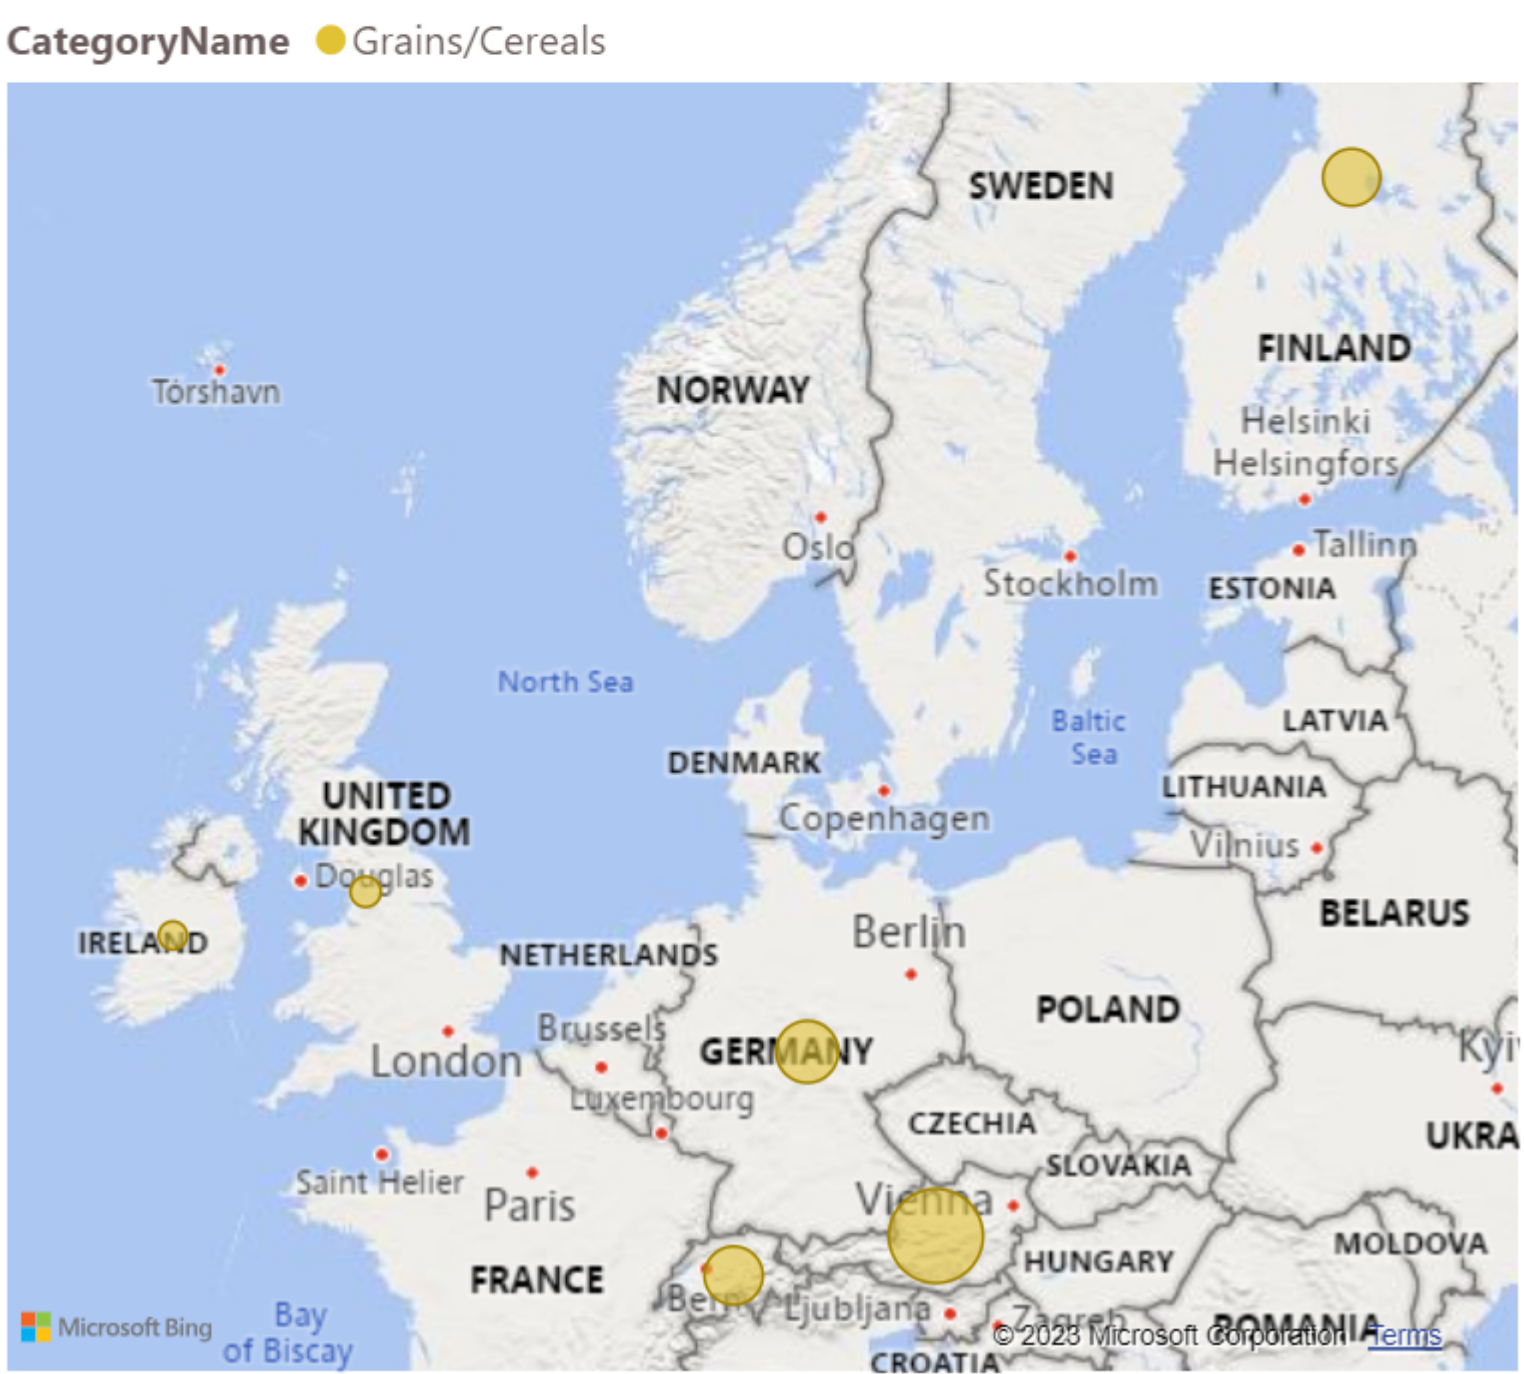 CategoryName Grains/Cereals
SWEDEN
FINLAND
NORWAY
Tórshavn
Helsinki
Helsingfors
Oslo
Tallinn
Stockholm
ESTONIA
North Sea
Baltic
Sea
LATVIA
DENMARK
LITHUANIA
UNITED
KINGDOM
Copenhagen
Vilnius
Douglas
BELARUS
IRELAND
NETHERLANDS
Berlin
POLAND
Brussels
GERMANY
London
Kyi
Luxembourg
CZECHIA
UKRA
SLOVAKIA
Saint Helier
Paris
Vienna
MOLDOVA
HUNGARY
FRANCE
Bern
Ljubljana
Zagreb
Bay
of Biscay
Microsoft Bing
ROMANIA
© 2023 Microsoft Corporation Terms
CROATIA